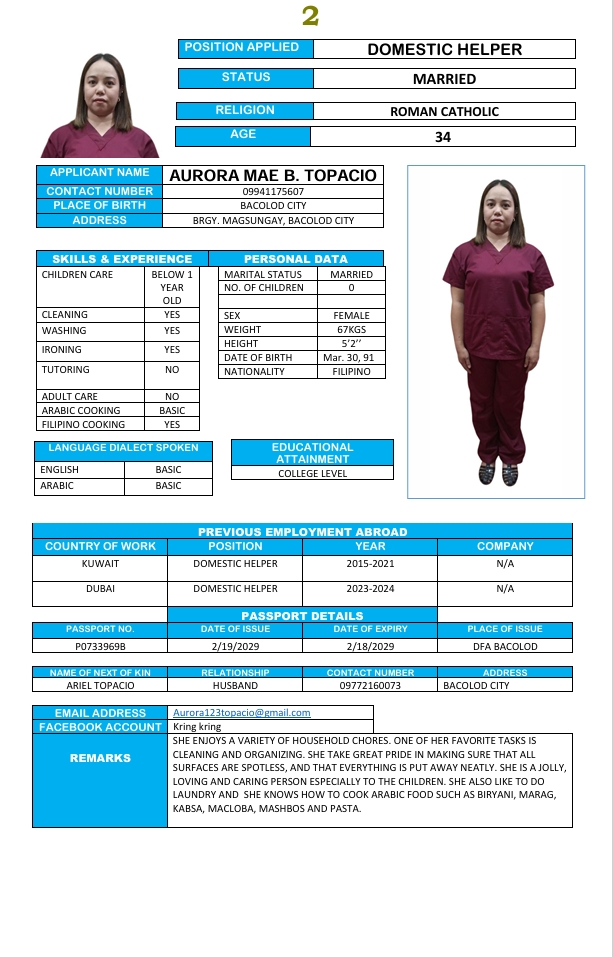 2
POSITION APPLIED DOMESTIC HELPER
STATUS MARRIED
RELIGION ROMAN CATHOLIC
AGE 34
APPLICANT NAME AURORA MAE B. TOPACIO
CONTACT NUMBER 09941175607
PLACE OF BIRTH BACOLOD CITY
ADDRESS BRGY. MAGSUNGAY, BACOLOD CITY
SKILLS & EXPERIENCE
CHILDREN CARE BELOW 1
YEAR
OLD
CLEANING YES
WASHING YES
IRONING YES
TUTORING NO
ADULT CARE NO
ARABIC COOKING BASIC
FILIPINO COOKING YES
PERSONAL DATA
MARITAL STATUS MARRIED
NO. OF CHILDREN 0
SEX FEMALE
WEIGHT 67KGS
HEIGHT 5’2’’
DATE OF BIRTH Mar. 30, 91
NATIONALITY FILIPINO
LANGUAGE DIALECT SPOKEN
ENGLISH BASIC
ARABIC BASIC
EDUCATIONAL
ATTAINMENT
COLLEGE LEVEL
PREVIOUS EMPLOYMENT ABROAD
COUNTRY OF WORK POSITION YEAR COMPANY
KUWAIT DOMESTIC HELPER 2015-2021 N/A
DUBAI DOMESTIC HELPER 2023-2024 N/A
PASSPORT DETAILS
PASSPORT NO. DATE OF ISSUE DATE OF EXPIRY PLACE OF ISSUE
P0733969B 2/19/2029 2/18/2029 DFA BACOLOD
NAME OF NEXT OF KIN RELATIONSHIP CONTACT NUMBER ADDRESS
ARIEL TOPACIO HUSBAND 09772160073 BACOLOD CITY
EMAIL ADDRESS Aurora123topacio@gmail.com
FACEBOOK ACCOUNT Kring kring
REMARKS
SHE ENJOYS A VARIETY OF HOUSEHOLD CHORES. ONE OF HER FAVORITE TASKS IS
CLEANING AND ORGANIZING. SHE TAKE GREAT PRIDE IN MAKING SURE THAT ALL
SURFACES ARE SPOTLESS, AND THAT EVERYTHING IS PUT AWAY NEATLY. SHE IS A JOLLY,
LOVING AND CARING PERSON ESPECIALLY TO THE CHILDREN. SHE ALSO LIKE TO DO
LAUNDRY AND SHE KNOWS HOW TO COOK ARABIC FOOD SUCH AS BIRYANI, MARAG,
KABSA, MACLOBA, MASHBOS AND PASTA.